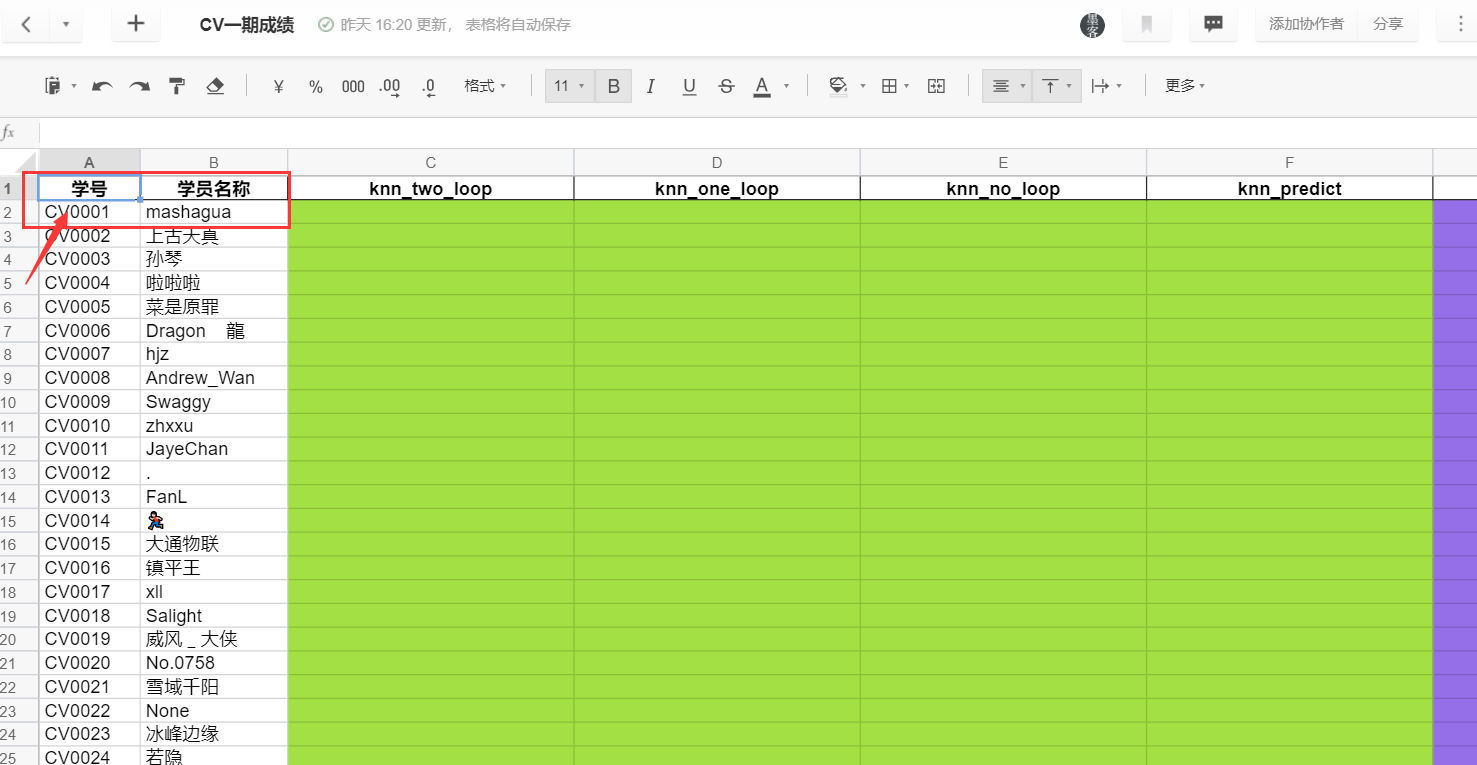 CV一期成绩 昨天 16:20 更新， 表格将自动保存 添加协作者 分享
¥ % 000 .00 .0 格式 11 B I U S A 更多
fx
A B C D E F
1 学号 学员名称 knn_two_loop knn_one_loop knn_no_loop knn_predict
2 CV0001 mashagua
3 CV0002 上古天真
4 CV0003 孙琴
5 CV0004 啦啦啦
6 CV0005 菜是原罪
7 CV0006 Dragon 龍
8 CV0007 hjz
9 CV0008 Andrew_Wan
10 CV0009 Swaggy
11 CV0010 zhxxu
12 CV0011 JayeChan
13 CV0012 .
14 CV0013 FanL
15 CV0014 🏃
16 CV0015 大通物联
17 CV0016 镇平王
18 CV0017 xll
19 CV0018 Salight
20 CV0019 威风 _ 大侠
21 CV0020 No.0758
22 CV0021 雪域千阳
23 CV0022 None
24 CV0023 冰峰边缘
25 CV0024 若隐